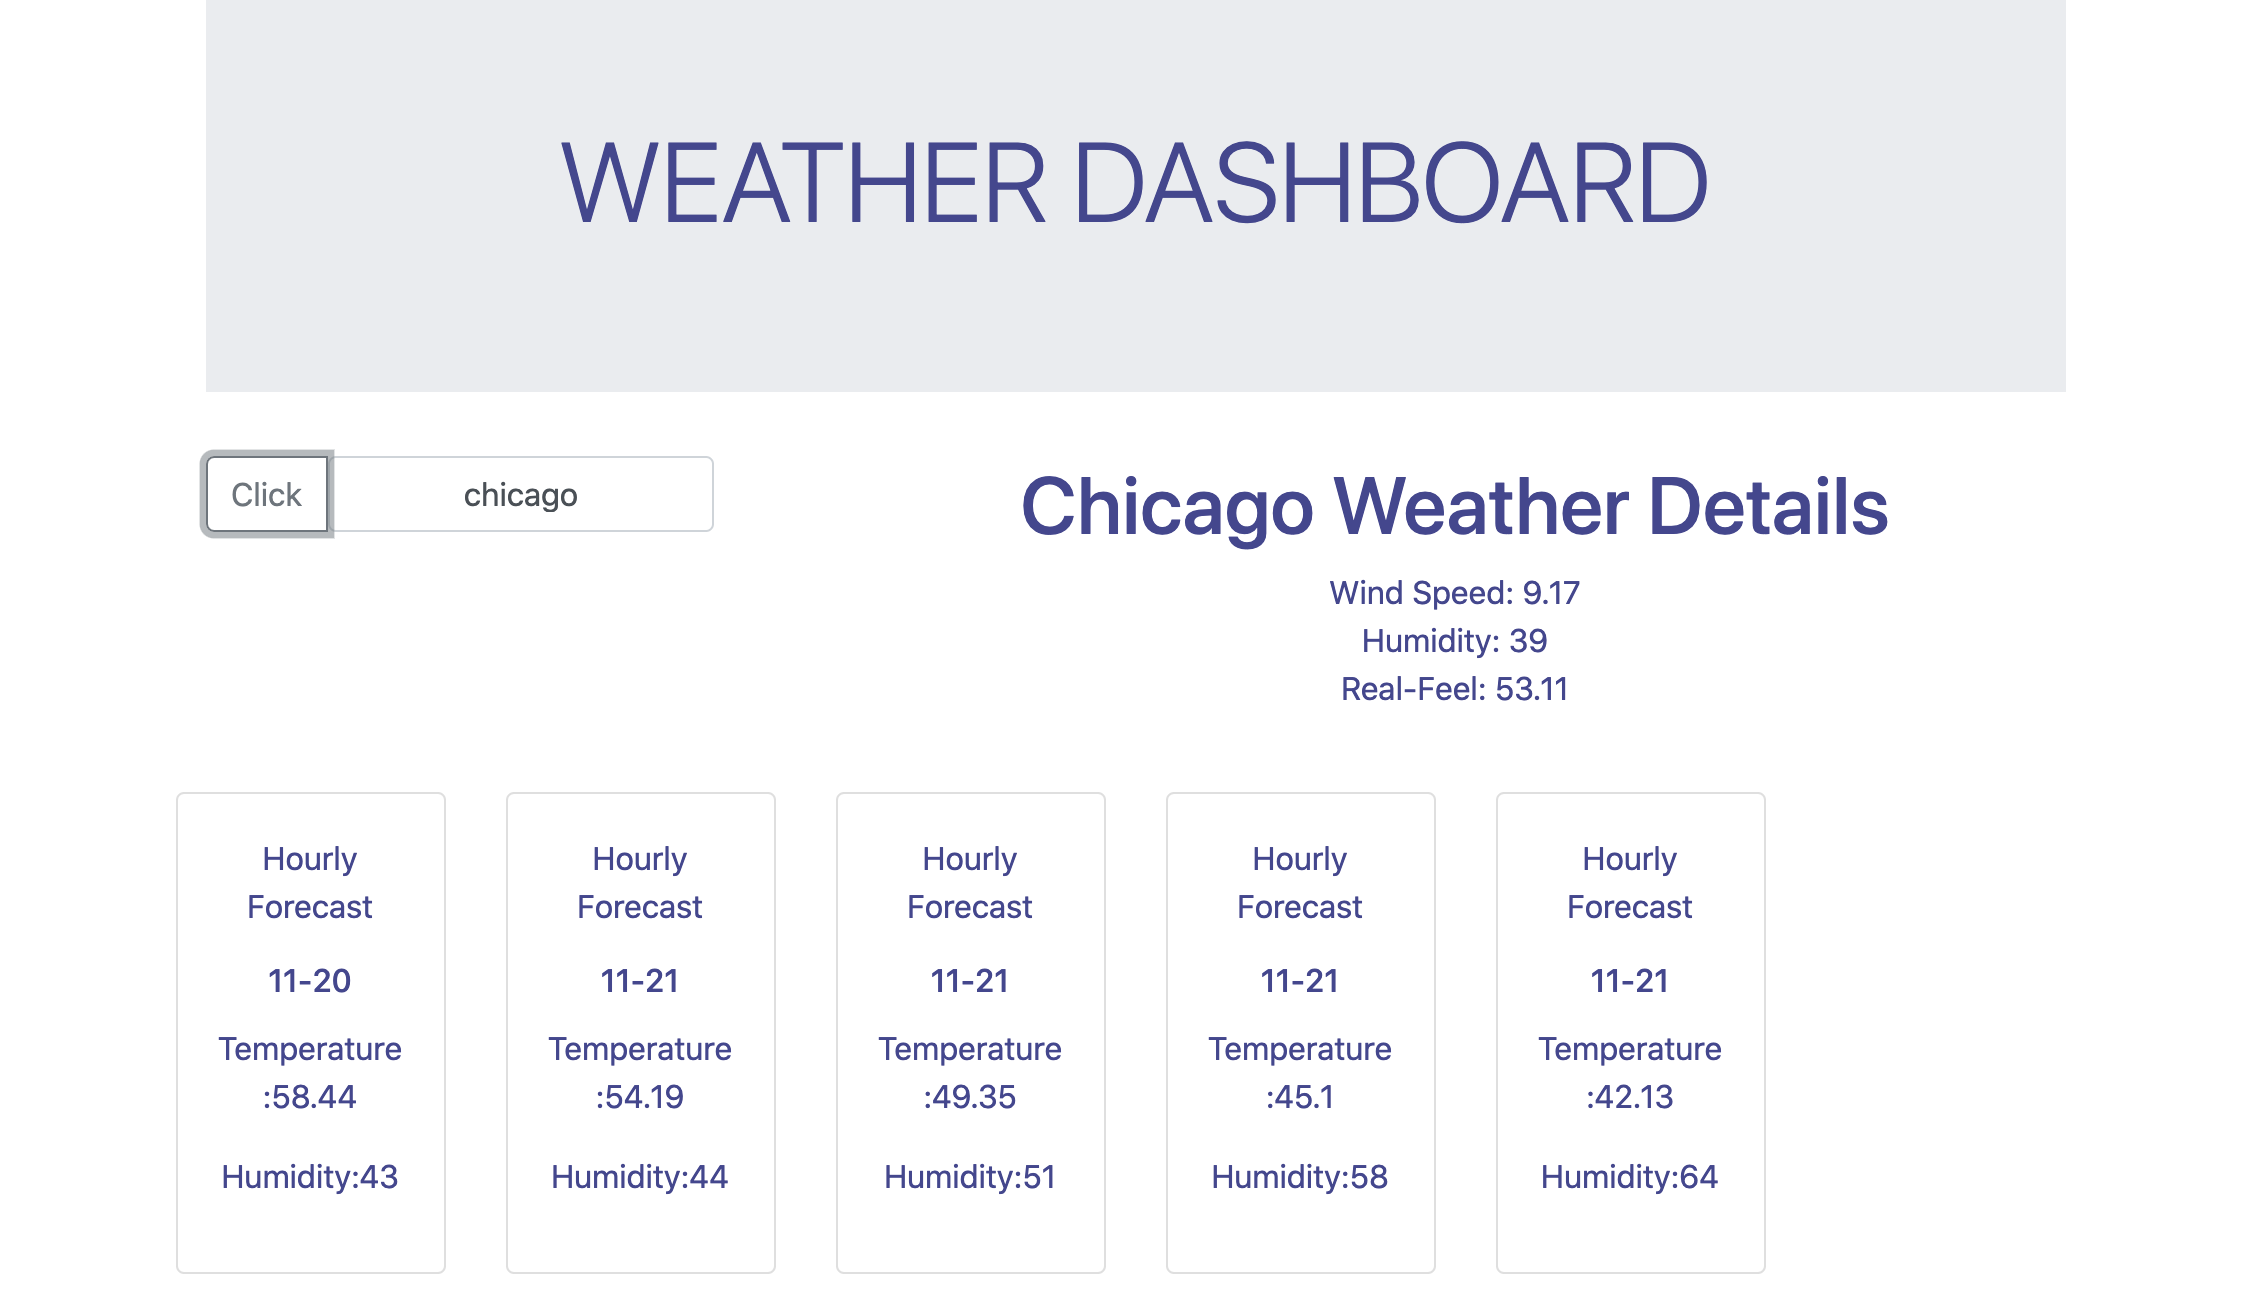 WEATHER DASHBOARD
Click
chicago
Chicago Weather Details
Wind Speed: 9.17
Humidity: 39
Real-Feel: 53.11
Hourly
Forecast
11-20
Temperature
:58.44
Humidity:43
Hourly
Forecast
11-21
Temperature
:54.19
Humidity:44
Hourly
Forecast
11-21
Temperature
:49.35
Humidity:51
Hourly
Forecast
11-21
Temperature
:45.1
Humidity:58
Hourly
Forecast
11-21
Temperature
:42.13
Humidity:64